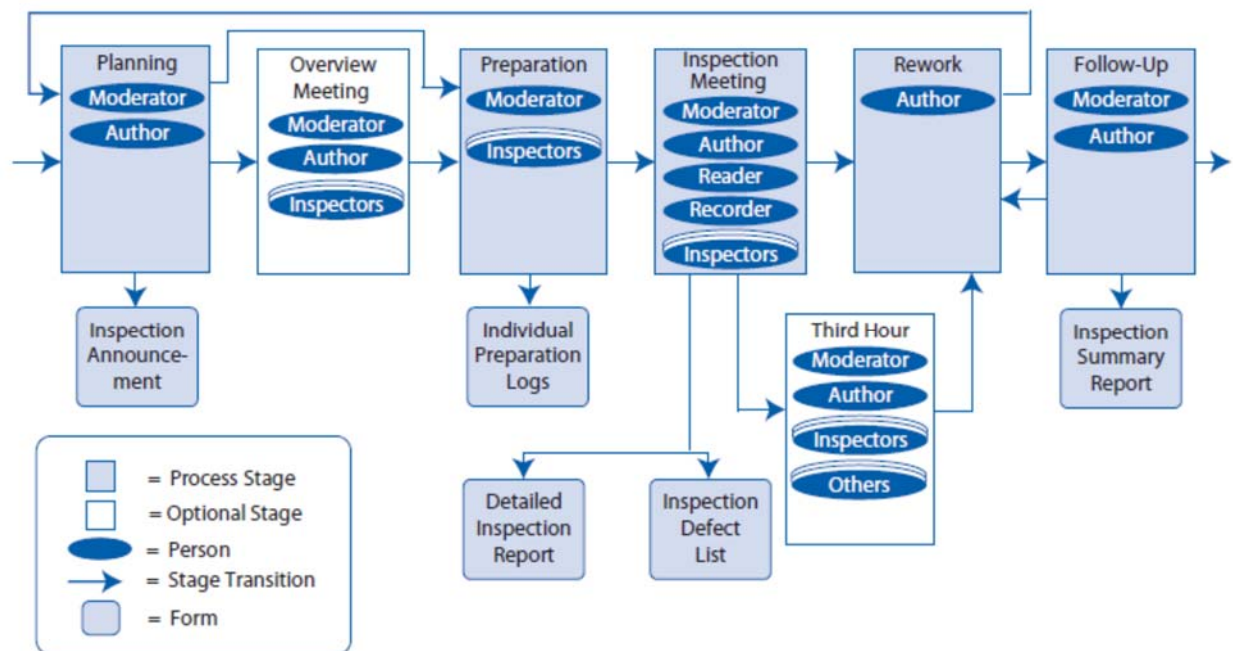 Planning
Moderator
Author
Overview
Meeting
Moderator
Author
Inspectors
Preparation
Moderator
Inspectors
Inspection
Meeting
Moderator
Author
Reader
Recorder
Inspectors
Rework
Author
Follow-Up
Moderator
Author
Inspection
Announce-
ment
Individual
Preparation
Logs
Third Hour
Moderator
Author
Inspectors
Others
Inspection
Summary
Report
Detailed
Inspection
Report
Inspection
Defect
List
= Process Stage
= Optional Stage
= Person
= Stage Transition
= Form